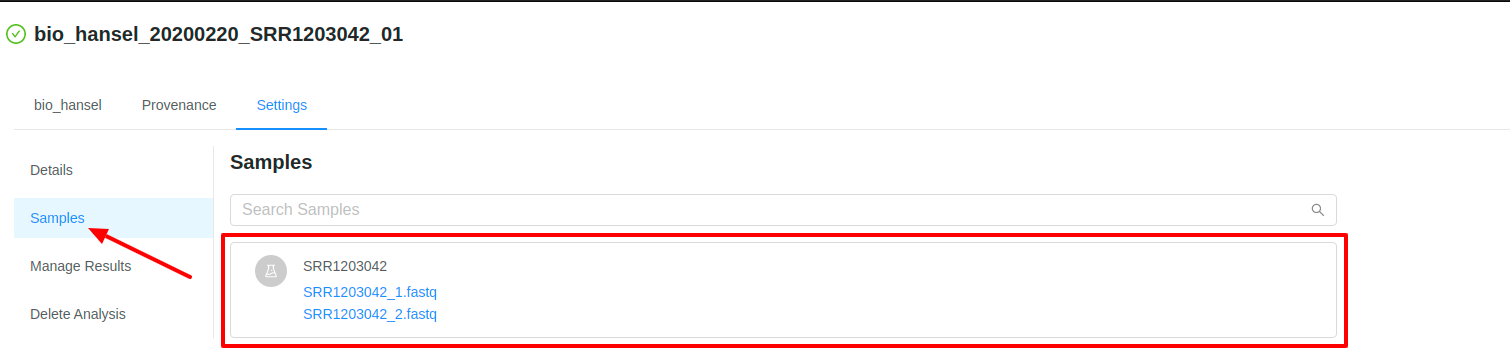 bio_hansel_20200220_SRR1203042_01
bio_hansel Provenance Settings
Details
Samples
Manage Results
Delete Analysis
Samples
Search Samples
SRR1203042
SRR1203042_1.fastq
SRR1203042_2.fastq